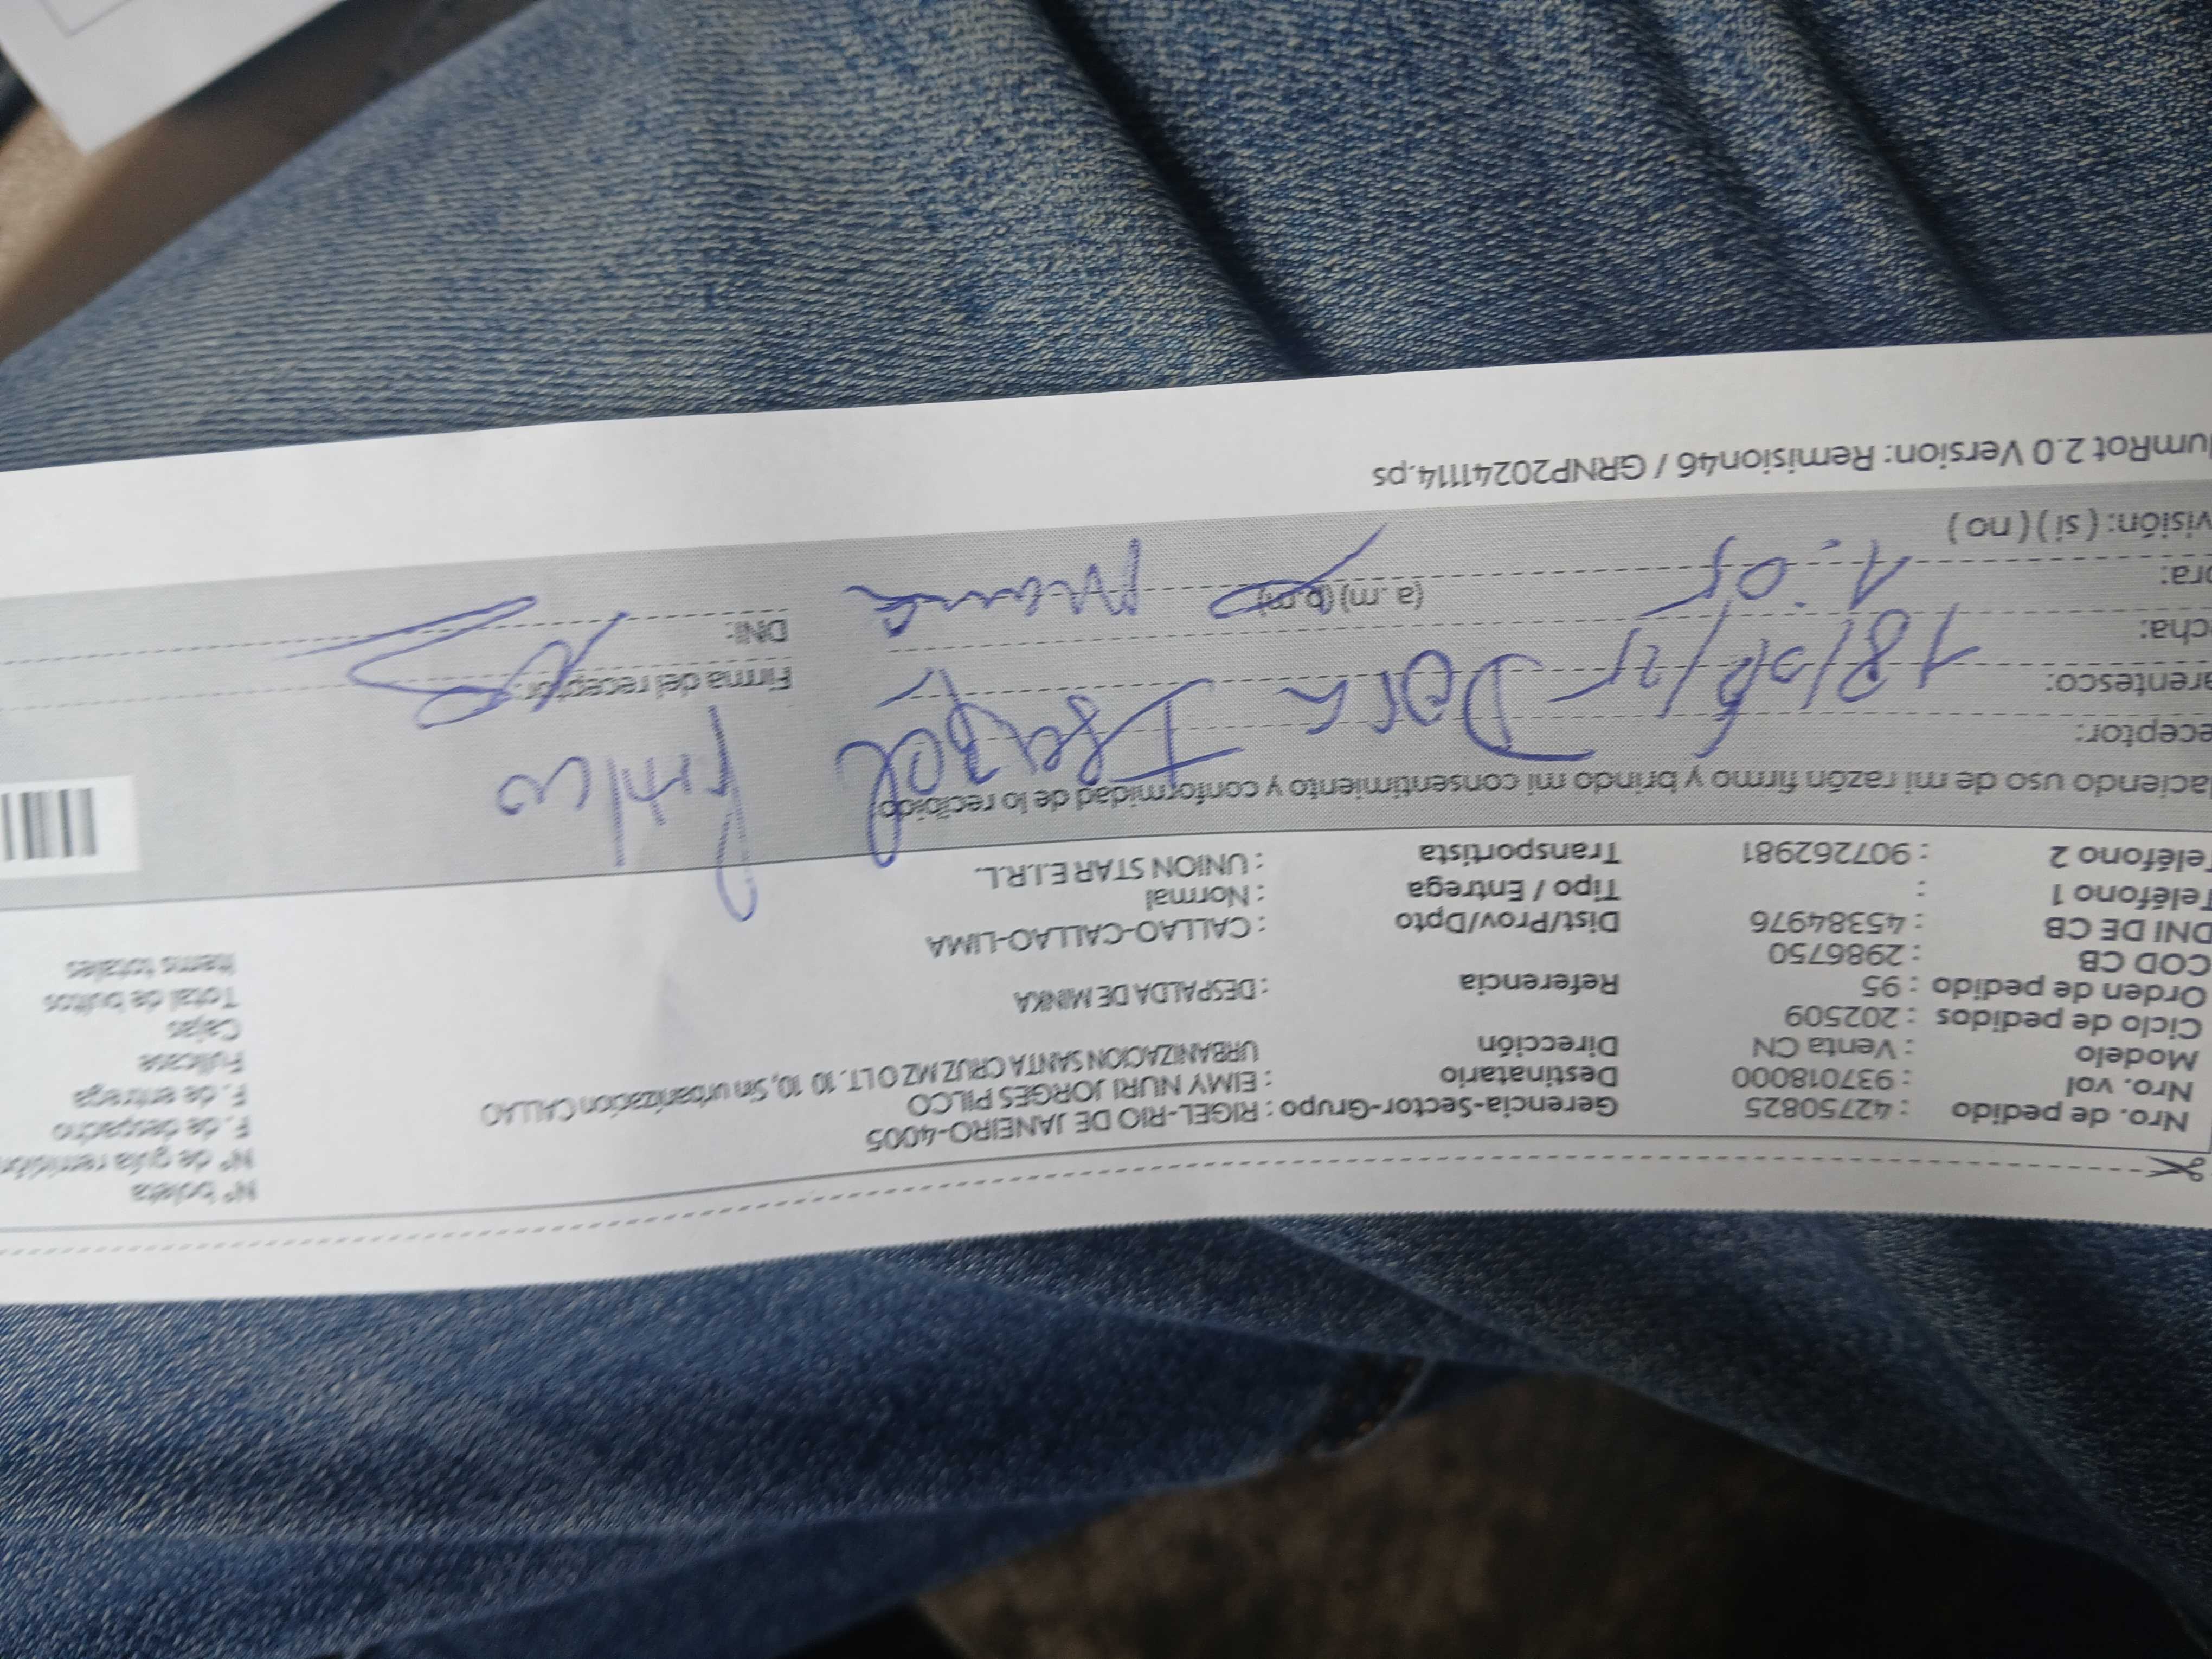 Nro. de pedido : 42750825 Gerencia-Sector-Grupo : RIGEL-RIO DE JANEIRO-4005 N° boleta
Nro. vol : 937018000 Destinatario : EIMY NURI JORGES PILCO N° de guía remisión
Modelo : Venta CN Dirección URBANIZACION SANTA CRUZ MZ O LT. 10 10, Sin urbanizacion CALLAO F. de despacho
Ciclo de pedidos : 202509 F. de entrega
Orden de pedido : 95 Referencia : DESPALDA DE MINKA Fullcase
COD CB : 2986750 Cajas
DNI DE CB : 45384976 Dist/Prov/Dpto : CALLAO-CALLAO-LIMA Total de bultos
Teléfono 1 : Tipo / Entrega : Normal Items totales
Teléfono 2 : 907262981 Transportista : UNION STAR E.I.R.L.
Haciendo uso de mi razón firmo y brindo mi consentimiento y conformidad de lo recibido
eceptor: Dora Isabel
arentesco: Firma del receptor:
cha: 18/06/25 DNI:
ora: 1:05 (a.m) (p.m)
visión: ( si ) ( no )
umRot 2.0 Version: Remision46 / GRNP20241114.ps